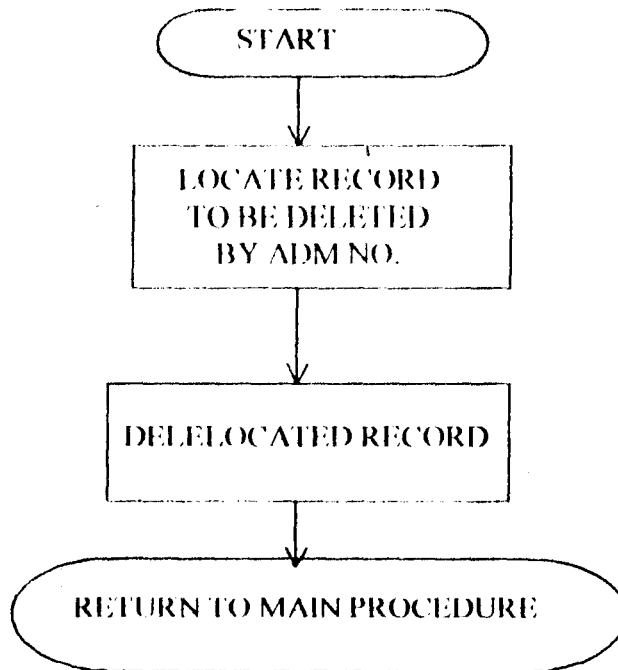 START
LOCATE RECORD
TO BE DELETED
BY ADM NO.
DELELOCATED RECORD
RETURN TO MAIN PROCEDURE